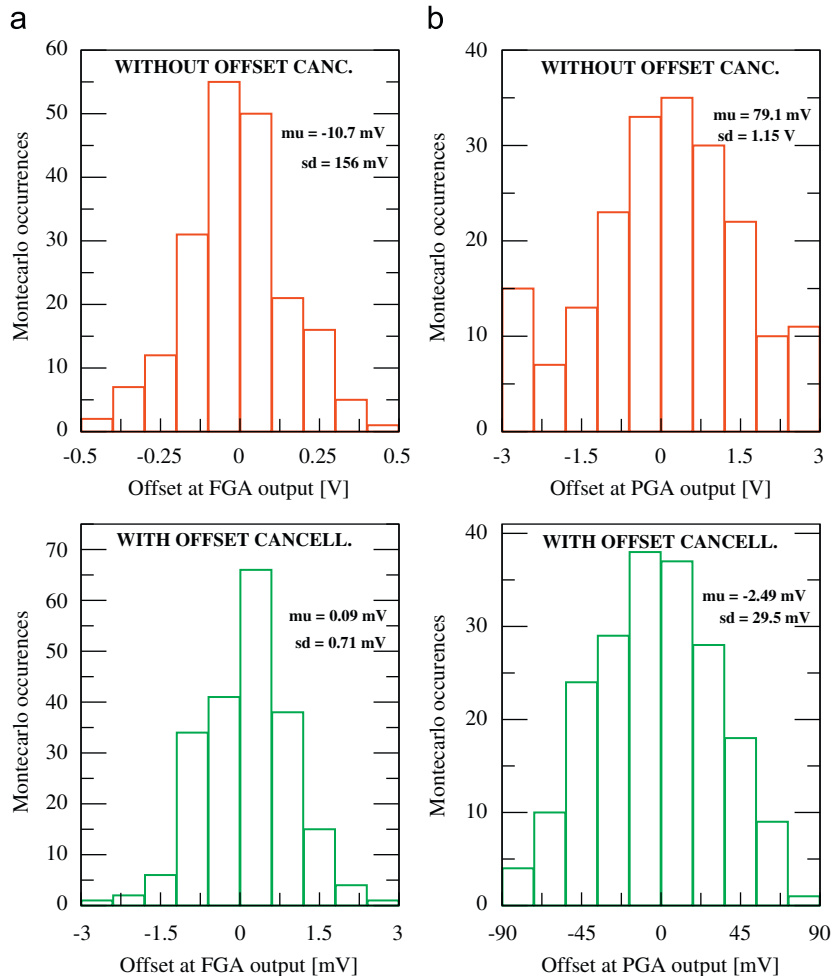 a
60
50
40
30
20
10
0
Montecarlo occurrences
WITHOUT OFFSET CANC.
mu = -10.7 mV
sd = 156 mV
-0.5 -0.25 0 0.25 0.5
Offset at FGA output [V]
b
40
30
20
10
0
Montecarlo occurrences
WITHOUT OFFSET CANC.
mu = 79.1 mV
sd = 1.15 V
-3 -1.5 0 1.5 3
Offset at PGA output [V]
70
60
50
40
30
20
10
0
Montecarlo occurences
WITH OFFSET CANCELL.
mu = 0.09 mV
sd = 0.71 mV
-3 -1.5 0 1.5 3
Offset at FGA output [mV]
40
30
20
10
0
Montecarlo occurences
WITH OFFSET CANCELL.
mu = -2.49 mV
sd = 29.5 mV
-90 -45 0 45 90
Offset at PGA output [mV]